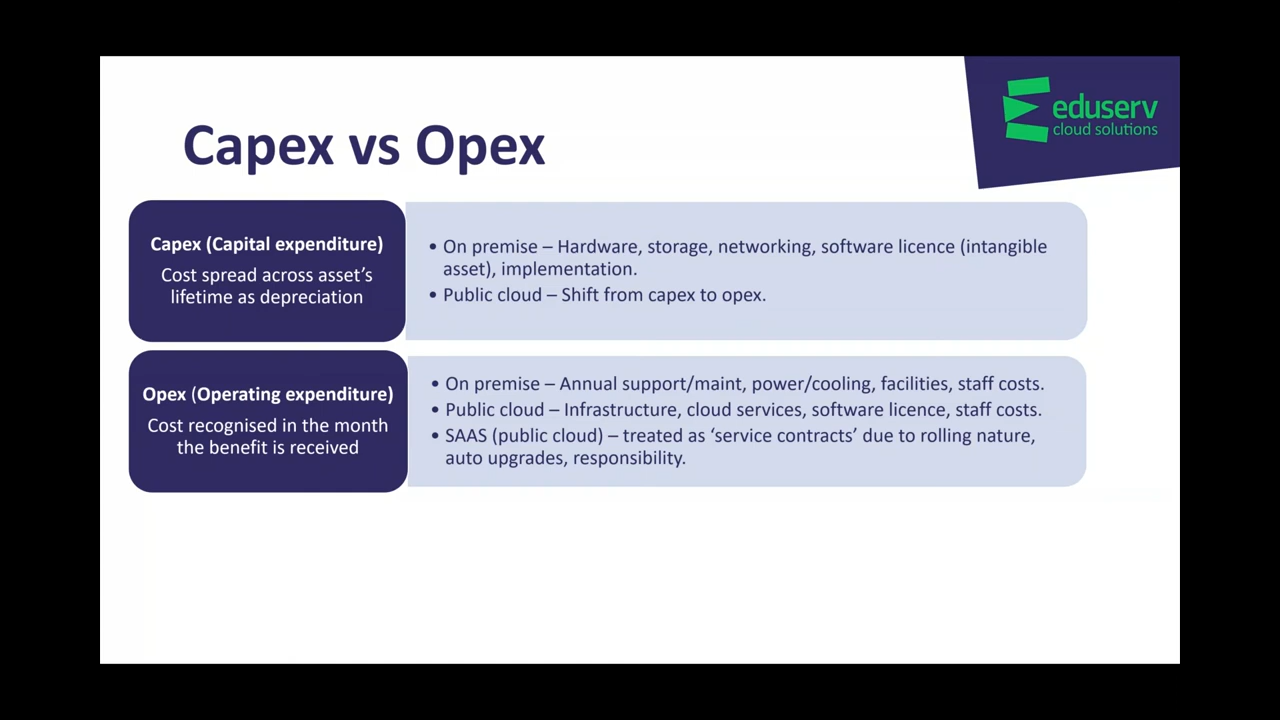 eduserv
cloud solutions
Capex vs Opex
Capex (Capital expenditure)
Cost spread across asset’s
lifetime as depreciation
• On premise – Hardware, storage, networking, software licence (intangible
asset), implementation.
• Public cloud – Shift from capex to opex.
Opex (Operating expenditure)
Cost recognised in the month
the benefit is received
• On premise – Annual support/maint, power/cooling, facilities, staff costs.
• Public cloud – Infrastructure, cloud services, software licence, staff costs.
• SAAS (public cloud) – treated as ‘service contracts’ due to rolling nature,
auto upgrades, responsibility.